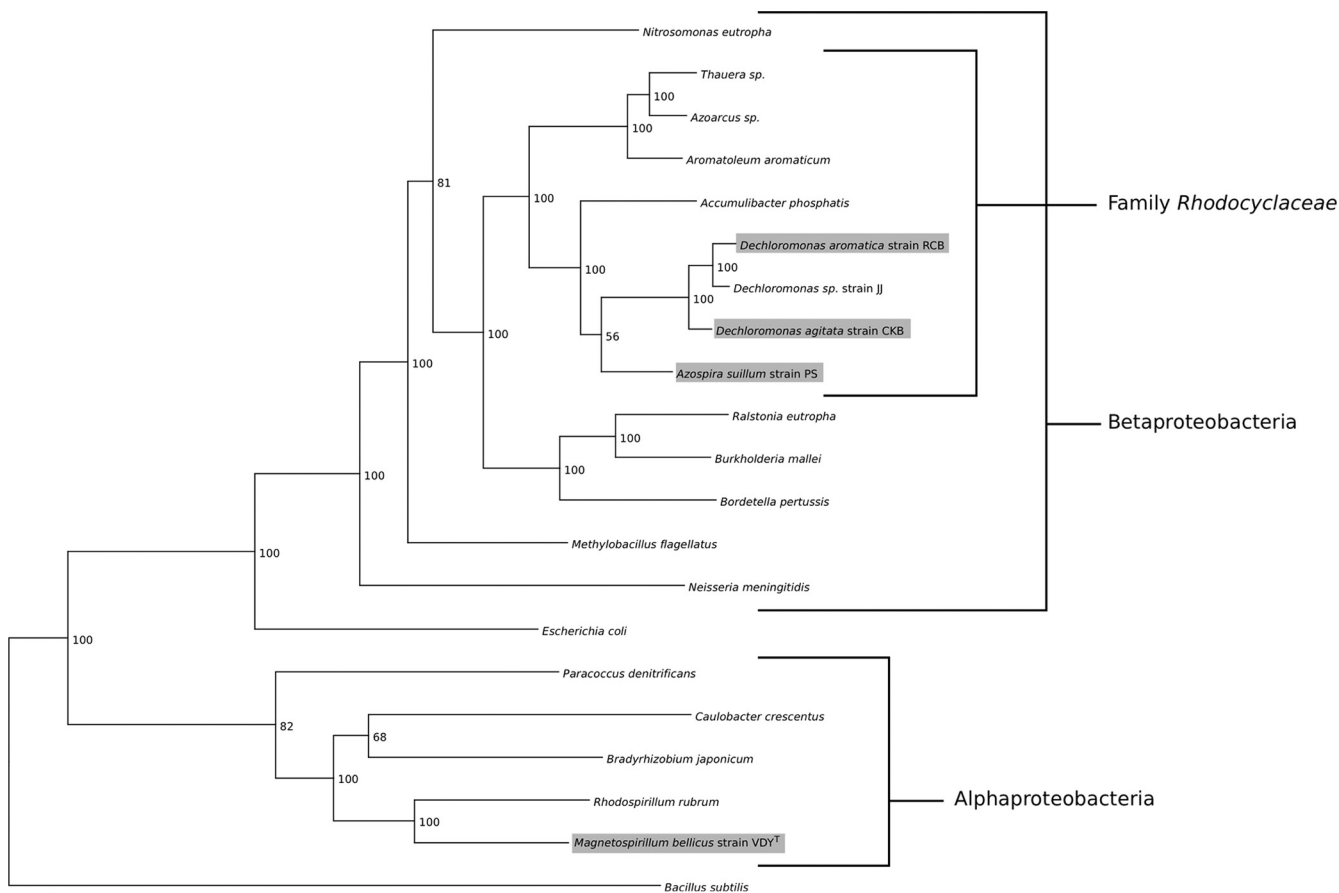 Nitrosomonas eutropha
Thauera sp.
100
Azoarcus sp.
100
Aromatoleum aromaticum
81
100
Accumulibacter phosphatis
Family Rhodocyclaceae
Dechloromonas aromatica strain RCB
100
100
Dechloromonas sp. strain JJ
100
Dechloromonas agitata strain CKB
100
56
100
Azospira suillum strain PS
Ralstonia eutropha
Betaproteobacteria
100
Burkholderia mallei
100
100
Bordetella pertussis
Methylobacillus flagellatus
100
Neisseria meningitidis
Escherichia coli
100
Paracoccus denitrificans
82
Caulobacter crescentus
68
Bradyrhizobium japonicum
100
Rhodospirillum rubrum
Alphaproteobacteria
100
Magnetospirillum bellicus strain VDYᵀ
Bacillus subtilis